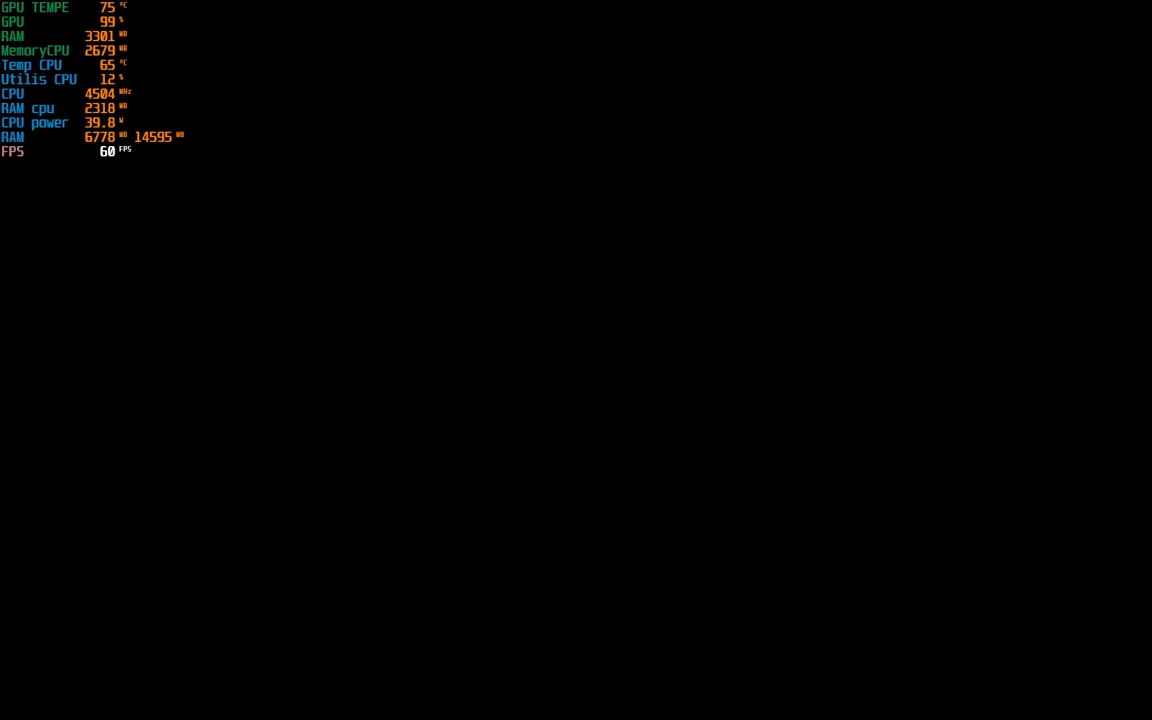 GPU TEMPE 75 °C
GPU 99 %
RAM 3301 MB
MemoryCPU 2679 MB
Temp CPU 65 °C
Utilis CPU 12 %
CPU 4504 MHz
RAM cpu 2318 MB
CPU power 39.8 W
RAM 6778 MB 14595 MB
FPS 60 FPS